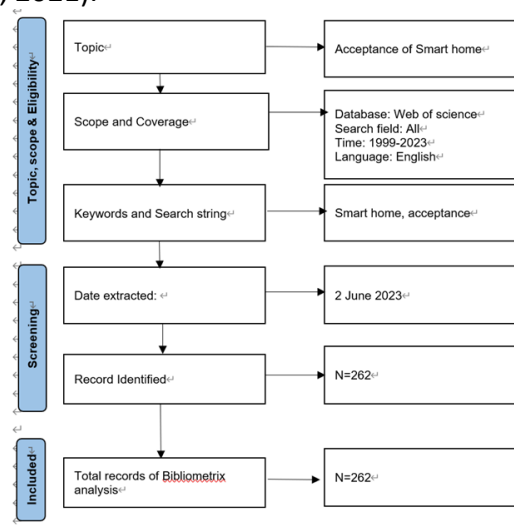 , 2021).
Topic, scope & Eligibility
Topic
Acceptance of Smart home
Scope and Coverage
Database: Web of science
Search field: All
Time: 1999-2023
Language: English
Keywords and Search string
Smart home, acceptance
Screening
Date extracted:
2 June 2023
Record Identified
N=262
Included
Total records of Bibliometrix
analysis
N=262